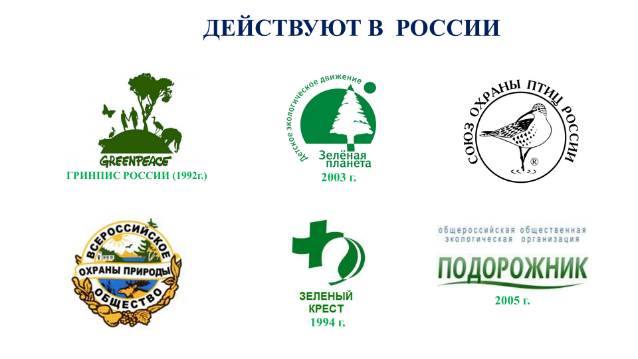 ДЕЙСТВУЮТ В РОССИИ
GREENPEACE
ГРИНПИС РОССИИ (1992г.)
Детское экологическое движение
Зелёная
планета
2003 г.
СОЮЗ ОХРАНЫ ПТИЦ РОССИИ
®
ВСЕРОССИЙСКОЕ
ОХРАНЫ ПРИРОДЫ
ОБЩЕСТВО
ЗЕЛЕНЫЙ
КРЕСТ
1994 г.
общероссийская общественная
экологическая организация
ПОДОРОЖНИК
2005 г.